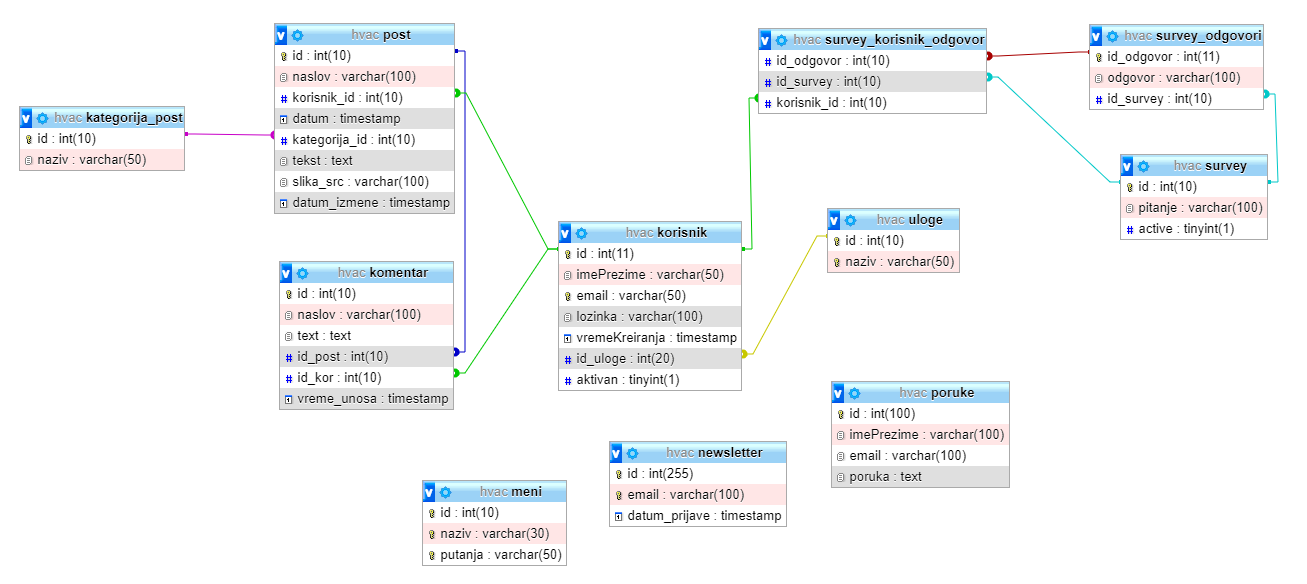 hvac kategorija_post
id : int(10)
naziv : varchar(50)
hvac post
id : int(10)
naslov : varchar(100)
korisnik_id : int(10)
datum : timestamp
kategorija_id : int(10)
tekst : text
slika_src : varchar(100)
datum_izmene : timestamp
hvac komentar
id : int(10)
naslov : varchar(100)
text : text
id_post : int(10)
id_kor : int(10)
vreme_unosa : timestamp
hvac korisnik
id : int(11)
imePrezime : varchar(50)
email : varchar(50)
lozinka : varchar(100)
vremeKreiranja : timestamp
id_uloge : int(20)
aktivan : tinyint(1)
hvac survey_korisnik_odgovor
id_odgovor : int(10)
id_survey : int(10)
korisnik_id : int(10)
hvac survey_odgovori
id_odgovor : int(11)
odgovor : varchar(100)
id_survey : int(10)
hvac survey
id : int(10)
pitanje : varchar(100)
active : tinyint(1)
hvac uloge
id : int(10)
naziv : varchar(50)
hvac poruke
id : int(100)
imePrezime : varchar(100)
email : varchar(100)
poruka : text
hvac newsletter
id : int(255)
email : varchar(100)
datum_prijave : timestamp
hvac meni
id : int(10)
naziv : varchar(30)
putanja : varchar(50)